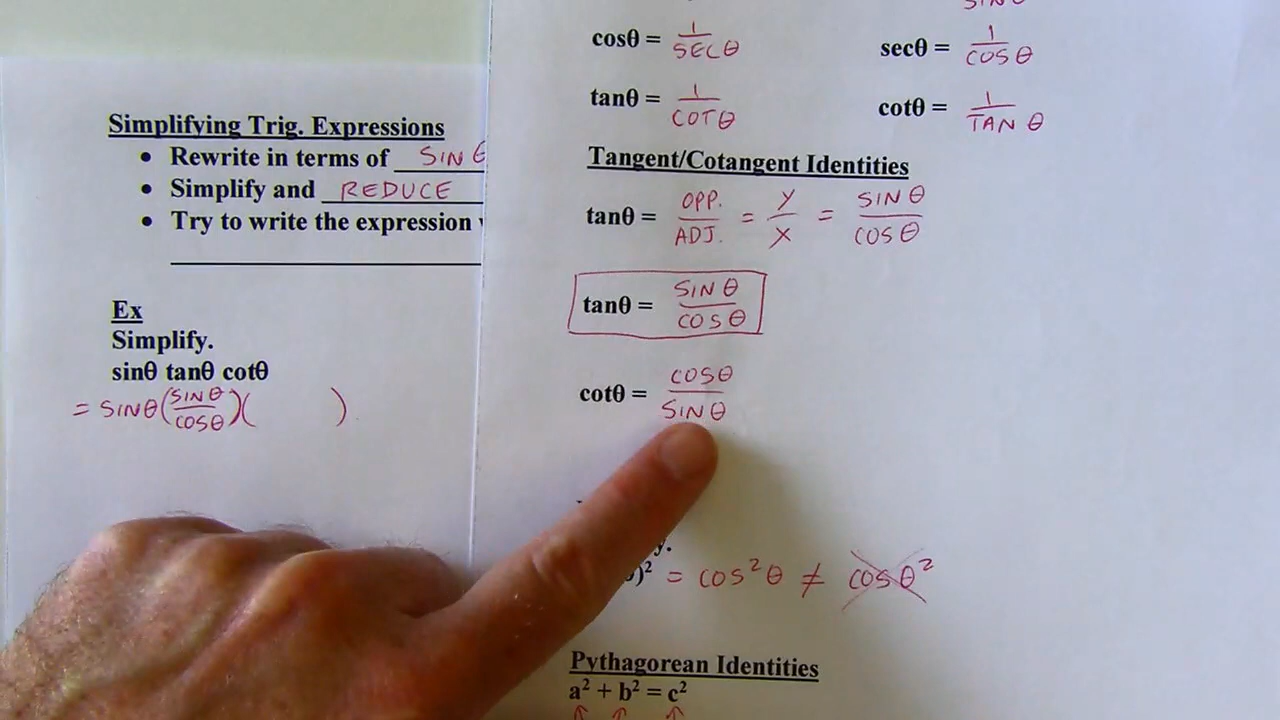 Simplifying Trig. Expressions
• Rewrite in terms of SIN θ
• Simplify and REDUCE
• Try to write the expression
Ex
Simplify.
sinθ tanθ cotθ
= SINθ(SINθ/COSθ)( )
SINθ
cosθ = 1/SECθ
secθ = 1/COSθ
tanθ = 1/COTθ
cotθ = 1/TANθ
Tangent/Cotangent Identities
tanθ = OPP./ADJ. = Y/X = SINθ/COSθ
tanθ = SINθ/COSθ
cotθ = COSθ/SINθ
)² = COS²θ ≠ COSθ²
Pythagorean Identities
a² + b² = c²